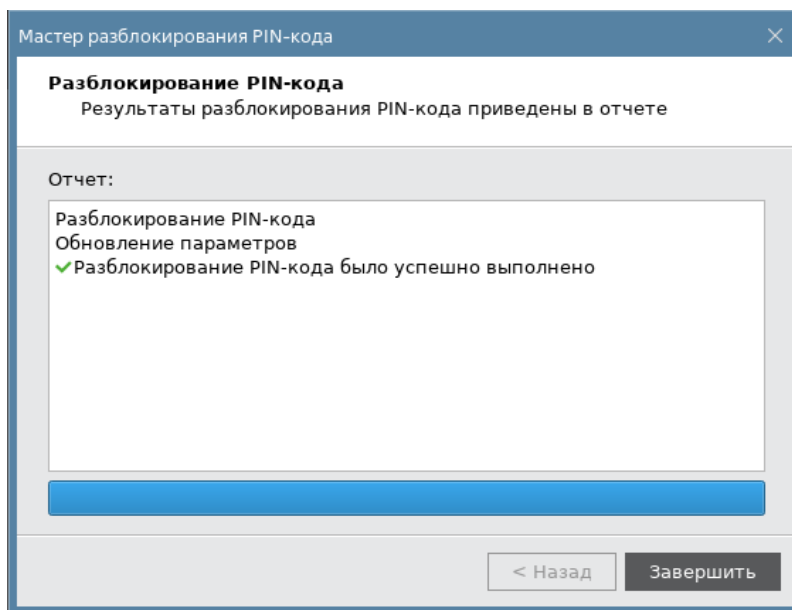 Мастер разблокирования PIN-кода
Разблокирование PIN-кода
Результаты разблокирования PIN-кода приведены в отчете
Отчет:
Разблокирование PIN-кода
Обновление параметров
Разблокирование PIN-кода было успешно выполнено
< Назад
Завершить